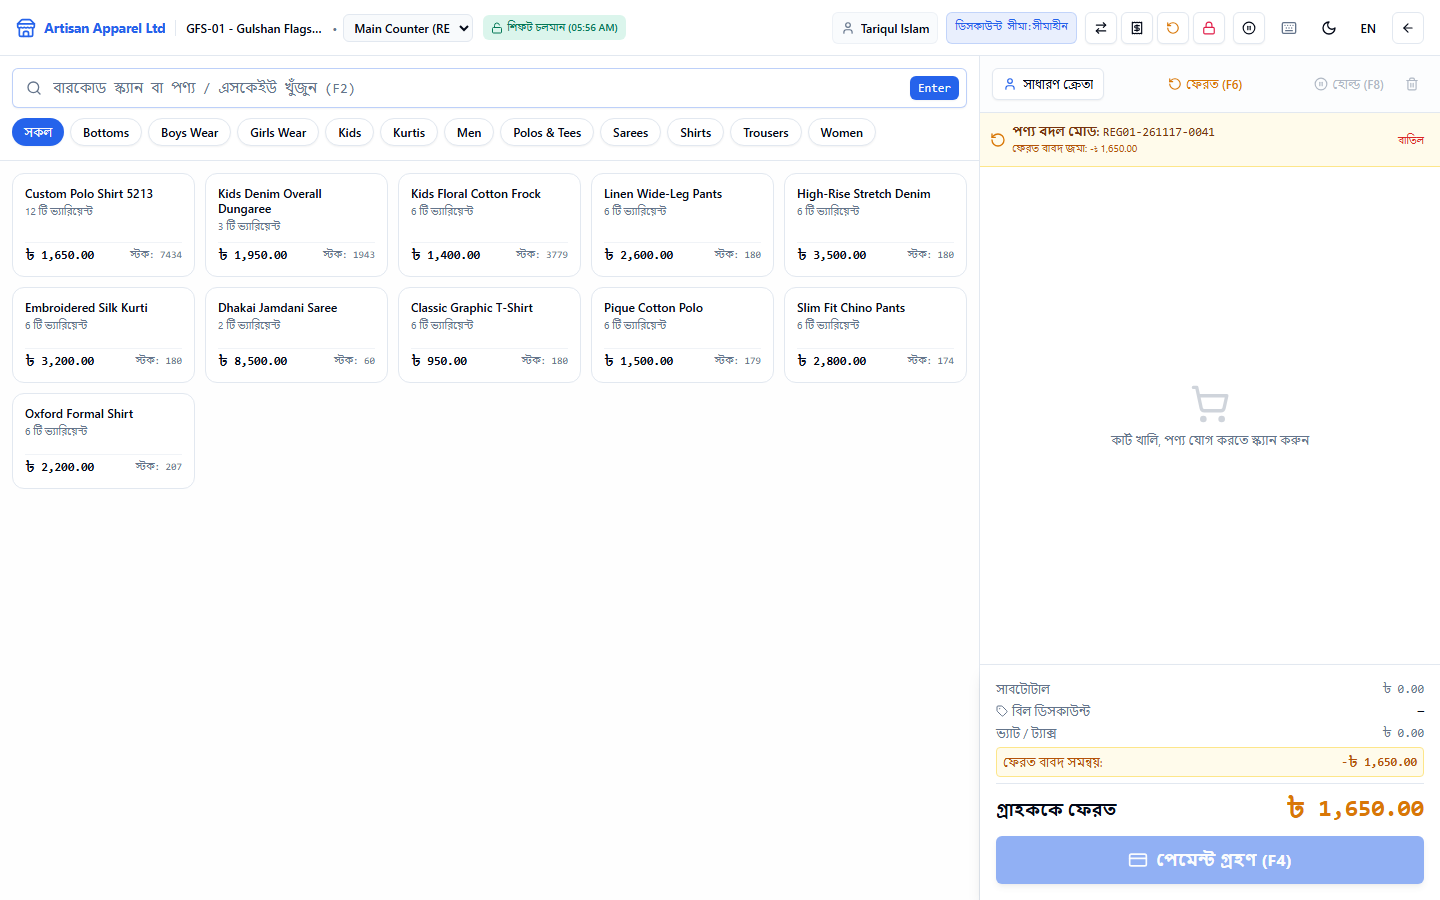 Artisan Apparel Ltd
GFS-01 - Gulshan Flags... • Main Counter (RE
শিফট চলমান (05:56 AM)
Tariqul Islam
ডিসকাউন্ট সীমা:সীমাহীন
EN
বারকোড স্ক্যান বা পণ্য / এসকেইউ খুঁজুন (F2)
Enter
সকল
Bottoms
Boys Wear
Girls Wear
Kids
Kurtis
Men
Polos & Tees
Sarees
Shirts
Trousers
Women
Custom Polo Shirt 5213
12 টি ভ্যারিয়েন্ট
৳ 1,650.00
স্টক: 7434
Kids Denim Overall
Dungaree
3 টি ভ্যারিয়েন্ট
৳ 1,950.00
স্টক: 1943
Kids Floral Cotton Frock
6 টি ভ্যারিয়েন্ট
৳ 1,400.00
স্টক: 3779
Linen Wide-Leg Pants
6 টি ভ্যারিয়েন্ট
৳ 2,600.00
স্টক: 180
High-Rise Stretch Denim
6 টি ভ্যারিয়েন্ট
৳ 3,500.00
স্টক: 180
Embroidered Silk Kurti
6 টি ভ্যারিয়েন্ট
৳ 3,200.00
স্টক: 180
Dhakai Jamdani Saree
2 টি ভ্যারিয়েন্ট
৳ 8,500.00
স্টক: 60
Classic Graphic T-Shirt
6 টি ভ্যারিয়েন্ট
৳ 950.00
স্টক: 180
Pique Cotton Polo
6 টি ভ্যারিয়েন্ট
৳ 1,500.00
স্টক: 179
Slim Fit Chino Pants
6 টি ভ্যারিয়েন্ট
৳ 2,800.00
স্টক: 174
Oxford Formal Shirt
6 টি ভ্যারিয়েন্ট
৳ 2,200.00
স্টক: 207
সাধারণ ক্রেতা
ফেরত (F6)
হোল্ড (F8)
পণ্য বদল মোড: REG01-261117-0041
ফেরত বাবদ জমা: -৳ 1,650.00
বাতিল
কার্ট খালি, পণ্য যোগ করতে স্ক্যান করুন
সাবটোটাল
৳ 0.00
বিল ডিসকাউন্ট
–
ভ্যাট / ট্যাক্স
৳ 0.00
ফেরত বাবদ সমন্বয়:
-৳ 1,650.00
গ্রাহককে ফেরত
৳ 1,650.00
পেমেন্ট গ্রহণ (F4)